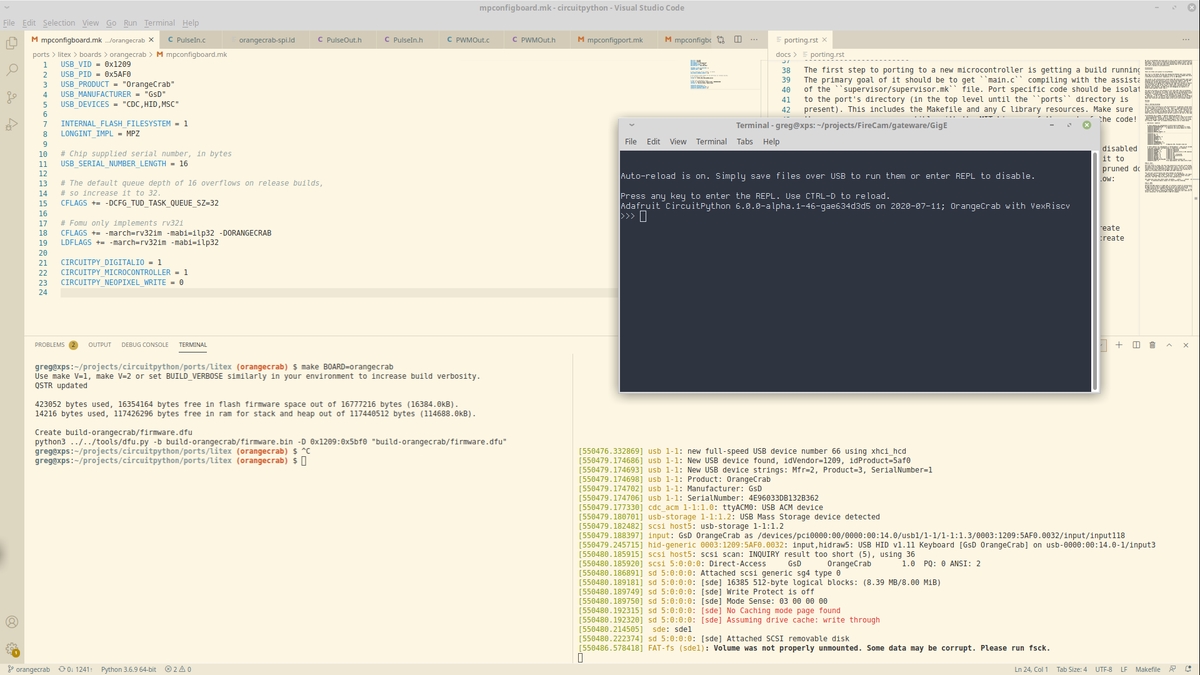 mpconfigboard.mk - circuitpython - Visual Studio Code
File Edit Selection View Go Run Terminal Help
mpconfigboard.mk .../orangecrab
PulseIn.c
orangecrab-spi.ld
PulseOut.h
PulseIn.h
PWMOut.c
PWMOut.h
mpconfigport.mk
mpconfigbo
porting.rst
ports > litex > boards > orangecrab > mpconfigboard.mk
docs > porting.rst
1 USB_VID = 0x1209
2 USB_PID = 0x5AF0
3 USB_PRODUCT = "OrangeCrab"
4 USB_MANUFACTURER = "GsD"
5 USB_DEVICES = "CDC,HID,MSC"
6
7 INTERNAL_FLASH_FILESYSTEM = 1
8 LONGINT_IMPL = MPZ
9
10 # Chip supplied serial number, in bytes
11 USB_SERIAL_NUMBER_LENGTH = 16
12
13 # The default queue depth of 16 overflows on release builds,
14 # so increase it to 32.
15 CFLAGS += -DCFG_TUD_TASK_QUEUE_SZ=32
16
17 # Fomu only implements rv32i
18 CFLAGS += -march=rv32im -mabi=ilp32 -DORANGECRAB
19 LDFLAGS += -march=rv32im -mabi=ilp32
20
21 CIRCUITPY_DIGITALIO = 1
22 CIRCUITPY_MICROCONTROLLER = 1
23 CIRCUITPY_NEOPIXEL_WRITE = 0
24
37
38 The first step to porting to a new microcontroller is getting a build running
39 The primary goal of it should be to get ``main.c`` compiling with the assista
40 of the ``supervisor/supervisor.mk`` file. Port specific code should be isolat
41 to the port's directory (in the top level until the ``ports`` directory is
42 present). This includes the Makefile and any C library resources. Make sure
the code!
disabled
it to
pruned do
low:
eate
create
Terminal - greg@xps: ~/projects/FireCam/gateware/GigE
File Edit View Terminal Tabs Help
Auto-reload is on. Simply save files over USB to run them or enter REPL to disable.
Press any key to enter the REPL. Use CTRL-D to reload.
Adafruit CircuitPython 6.0.0-alpha.1-46-gae634d3d5 on 2020-07-11; OrangeCrab with VexRiscv
>>>
PROBLEMS 2 OUTPUT DEBUG CONSOLE TERMINAL
greg@xps:~/projects/circuitpython/ports/litex (orangecrab) $ make BOARD=orangecrab
Use make V=1, make V=2 or set BUILD_VERBOSE similarly in your environment to increase build verbosity.
QSTR updated
423052 bytes used, 16354164 bytes free in flash firmware space out of 16777216 bytes (16384.0kB).
14216 bytes used, 117426296 bytes free in ram for stack and heap out of 117440512 bytes (114688.0kB).
Create build-orangecrab/firmware.dfu
python3 ../../tools/dfu.py -b build-orangecrab/firmware.bin -D 0x1209:0x5bf0 "build-orangecrab/firmware.dfu"
greg@xps:~/projects/circuitpython/ports/litex (orangecrab) $ ^C
greg@xps:~/projects/circuitpython/ports/litex (orangecrab) $
[550476.332869] usb 1-1: new full-speed USB device number 66 using xhci_hcd
[550479.174686] usb 1-1: New USB device found, idVendor=1209, idProduct=5af0
[550479.174693] usb 1-1: New USB device strings: Mfr=2, Product=3, SerialNumber=1
[550479.174698] usb 1-1: Product: OrangeCrab
[550479.174702] usb 1-1: Manufacturer: GsD
[550479.174706] usb 1-1: SerialNumber: 4E96033DB132B362
[550479.177330] cdc_acm 1-1:1.0: ttyACM0: USB ACM device
[550479.180701] usb-storage 1-1:1.2: USB Mass Storage device detected
[550479.182482] scsi host5: usb-storage 1-1:1.2
[550479.188397] input: GsD OrangeCrab as /devices/pci0000:00/0000:00:14.0/usb1/1-1/1-1:1.3/0003:1209:5AF0.0032/input/input118
[550479.245715] hid-generic 0003:1209:5AF0.0032: input,hidraw5: USB HID v1.11 Keyboard [GsD OrangeCrab] on usb-0000:00:14.0-1/input3
[550480.185915] scsi host5: scsi scan: INQUIRY result too short (5), using 36
[550480.185920] scsi 5:0:0:0: Direct-Access GsD OrangeCrab 1.0 PQ: 0 ANSI: 2
[550480.186891] sd 5:0:0:0: Attached scsi generic sg4 type 0
[550480.189181] sd 5:0:0:0: [sde] 16385 512-byte logical blocks: (8.39 MB/8.00 MiB)
[550480.189749] sd 5:0:0:0: [sde] Write Protect is off
[550480.189750] sd 5:0:0:0: [sde] Mode Sense: 03 00 00 00
[550480.192315] sd 5:0:0:0: [sde] No Caching mode page found
[550480.192320] sd 5:0:0:0: [sde] Assuming drive cache: write through
[550480.214505] sde: sde1
[550480.222374] sd 5:0:0:0: [sde] Attached SCSI removable disk
[550486.578418] FAT-fs (sde1): Volume was not properly unmounted. Some data may be corrupt. Please run fsck.
orangecrab 0↓ 1241↑ Python 3.6.9 64-bit 2 0
Ln 24, Col 1 Tab Size: 4 UTF-8 LF Makefile